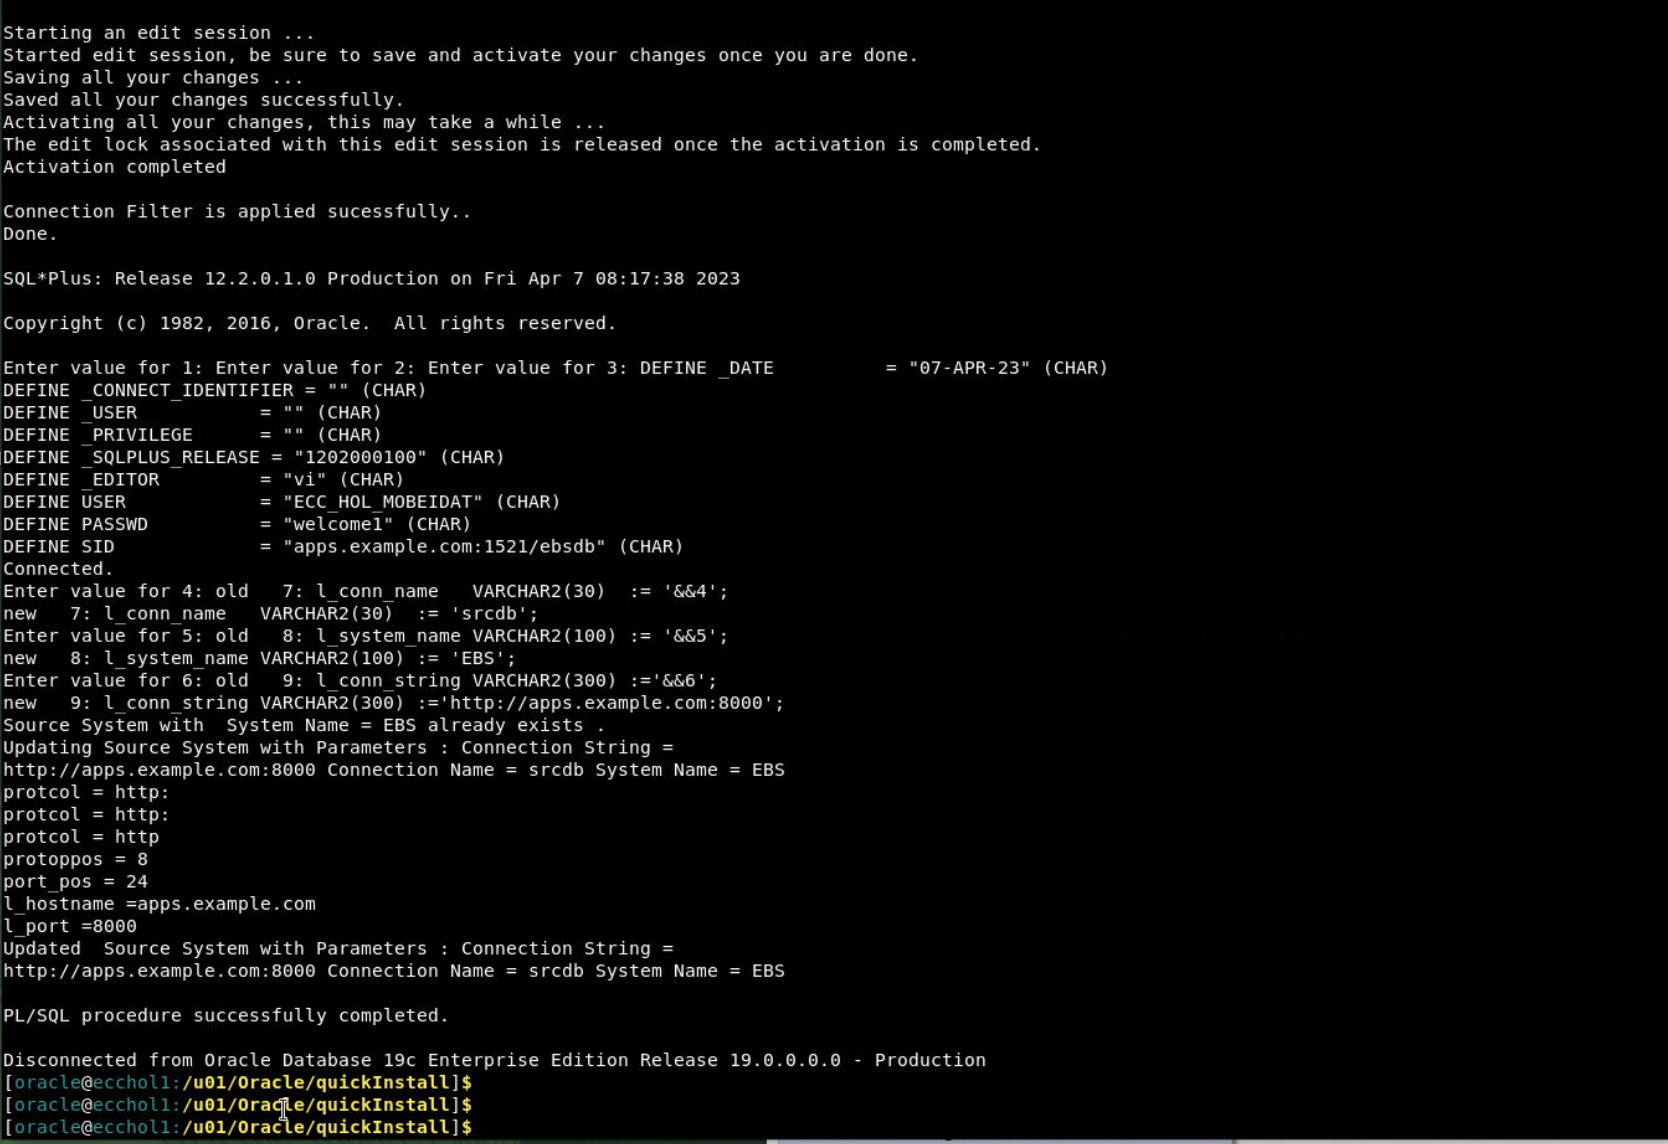 Starting an edit session ...
Started edit session, be sure to save and activate your changes once you are done.
Saving all your changes ...
Saved all your changes successfully.
Activating all your changes, this may take a while ...
The edit lock associated with this edit session is released once the activation is completed.
Activation completed
Connection Filter is applied sucessfully..
Done.
SQL*Plus: Release 12.2.0.1.0 Production on Fri Apr 7 08:17:38 2023
Copyright (c) 1982, 2016, Oracle.  All rights reserved.
Enter value for 1: Enter value for 2: Enter value for 3: DEFINE _DATE          = "07-APR-23" (CHAR)
DEFINE _CONNECT_IDENTIFIER = "" (CHAR)
DEFINE _USER           = "" (CHAR)
DEFINE _PRIVILEGE      = "" (CHAR)
DEFINE _SQLPLUS_RELEASE = "1202000100" (CHAR)
DEFINE _EDITOR         = "vi" (CHAR)
DEFINE USER            = "ECC_HOL_MOBEIDAT" (CHAR)
DEFINE PASSWD          = "welcome1" (CHAR)
DEFINE SID             = "apps.example.com:1521/ebsdb" (CHAR)
Connected.
Enter value for 4: old   7: l_conn_name   VARCHAR2(30)  := '&&4';
new   7: l_conn_name   VARCHAR2(30)  := 'srcdb';
Enter value for 5: old   8: l_system_name VARCHAR2(100) := '&&5';
new   8: l_system_name VARCHAR2(100) := 'EBS';
Enter value for 6: old   9: l_conn_string VARCHAR2(300) :='&&6';
new   9: l_conn_string VARCHAR2(300) :='http://apps.example.com:8000';
Source System with  System Name = EBS already exists .
Updating Source System with Parameters : Connection String =
http://apps.example.com:8000 Connection Name = srcdb System Name = EBS
protcol = http:
protcol = http:
protcol = http
protoppos = 8
port_pos = 24
l_hostname =apps.example.com
l_port =8000
Updated  Source System with Parameters : Connection String =
http://apps.example.com:8000 Connection Name = srcdb System Name = EBS
PL/SQL procedure successfully completed.
Disconnected from Oracle Database 19c Enterprise Edition Release 19.0.0.0.0 - Production
[oracle@ecchol1:/u01/Oracle/quickInstall]$
[oracle@ecchol1:/u01/Oracle/quickInstall]$
[oracle@ecchol1:/u01/Oracle/quickInstall]$